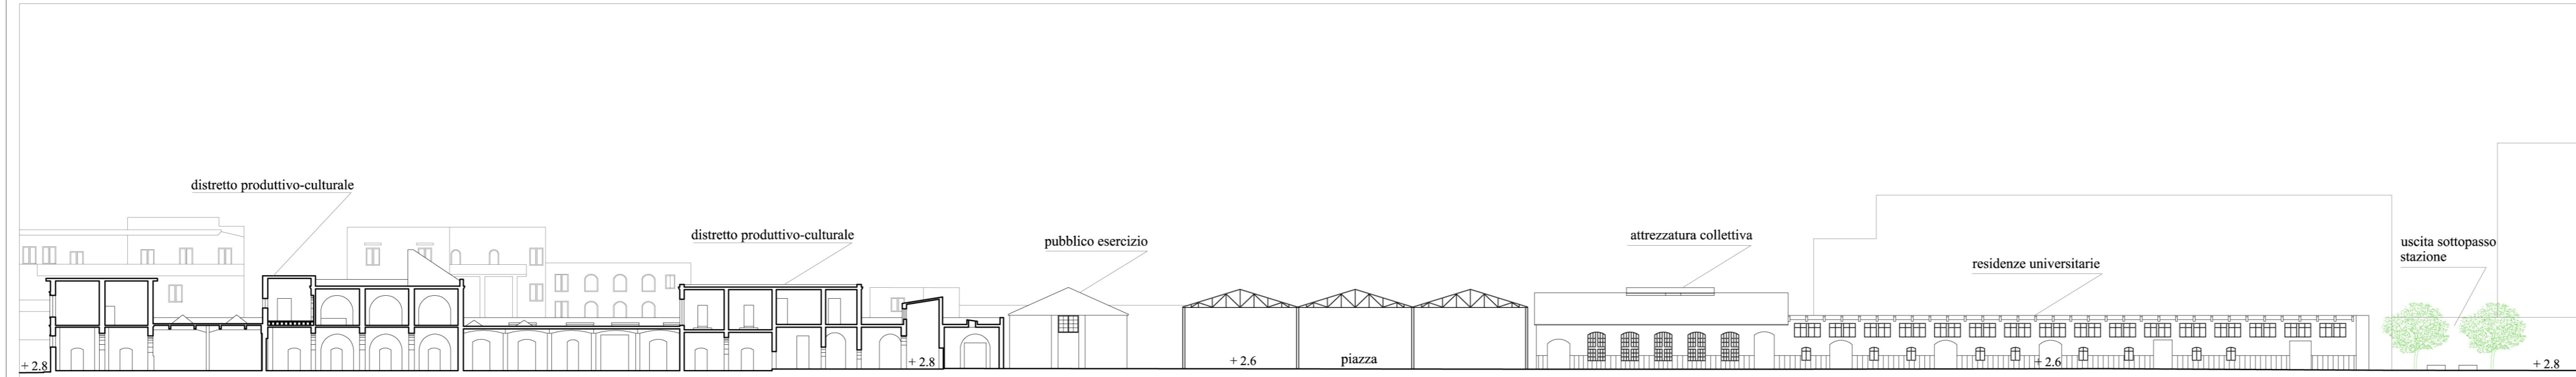 distretto produttivo-culturale
distretto produttivo-culturale
pubblico esercizio
attrezzatura collettiva
residenze universitarie
uscita sottopasso
stazione
+ 2.8
+ 2.8
+ 2.6
piazza
+ 2.6
+ 2.8